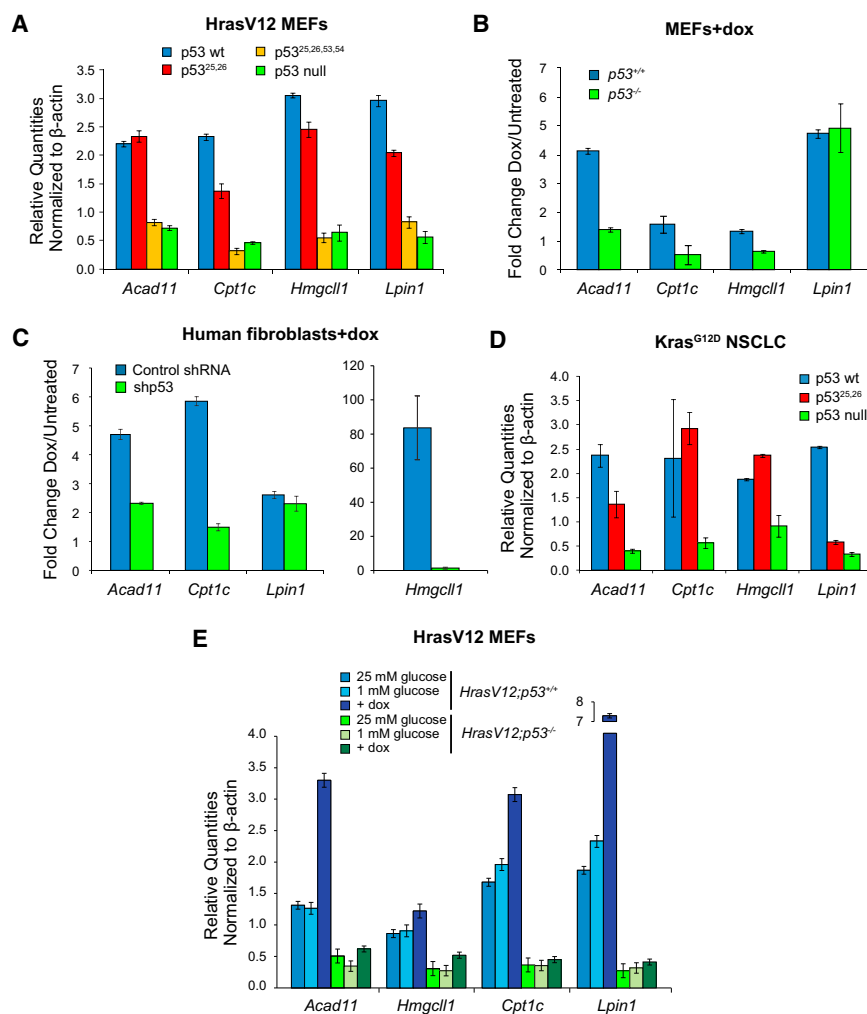 A
HrasV12 MEFs
p53 wt
p5325,26,53,54
p5325,26
p53 null
Relative Quantities
Normalized to β-actin
3.5
3.0
2.5
2.0
1.5
1.0
0.5
0.0
Acad11 Cpt1c Hmgcll1 Lpin1
B
MEFs+dox
p53+/+
p53-/-
Fold Change Dox/Untreated
7
6
5
4
3
2
1
0
Acad11 Cpt1c Hmgcll1 Lpin1
C
Human fibroblasts+dox
Control shRNA
shp53
Fold Change Dox/Untreated
7
6
5
4
3
2
1
0
Acad11 Cpt1c Lpin1
120
100
80
60
40
20
0
Hmgcll1
D
KrasG12D NSCLC
p53 wt
p5325,26
p53 null
Relative Quantities
Normalized to β-actin
4.0
3.5
3.0
2.5
2.0
1.5
1.0
0.5
0.0
Acad11 Cpt1c Hmgcll1 Lpin1
E
HrasV12 MEFs
25 mM glucose
1 mM glucose
+ dox
HrasV12;p53+/+
25 mM glucose
1 mM glucose
+ dox
HrasV12;p53-/-
8
7
Relative Quantities
Normalized to β-actin
4.0
3.5
3.0
2.5
2.0
1.5
1.0
0.5
0.0
Acad11 Hmgcll1 Cpt1c Lpin1